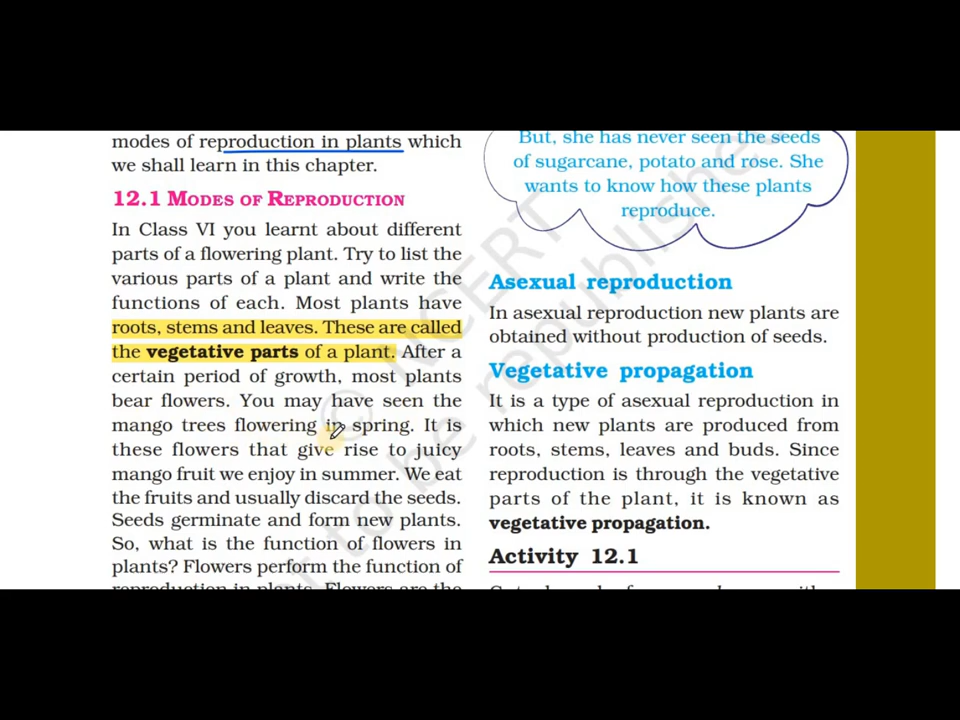 modes of reproduction in plants which
we shall learn in this chapter.
12.1 MODES OF REPRODUCTION
In Class VI you learnt about different
parts of a flowering plant. Try to list the
various parts of a plant and write the
functions of each. Most plants have
roots, stems and leaves. These are called
the vegetative parts of a plant. After a
certain period of growth, most plants
bear flowers. You may have seen the
mango trees flowering in spring. It is
these flowers that give rise to juicy
mango fruit we enjoy in summer. We eat
the fruits and usually discard the seeds.
Seeds germinate and form new plants.
So, what is the function of flowers in
plants? Flowers perform the function of
reproduction in plants. Flowers are the
But, she has never seen the seeds
of sugarcane, potato and rose. She
wants to know how these plants
reproduce.
Asexual reproduction
In asexual reproduction new plants are
obtained without production of seeds.
Vegetative propagation
It is a type of asexual reproduction in
which new plants are produced from
roots, stems, leaves and buds. Since
reproduction is through the vegetative
parts of the plant, it is known as
vegetative propagation.
Activity 12.1
© NCERT
be republished